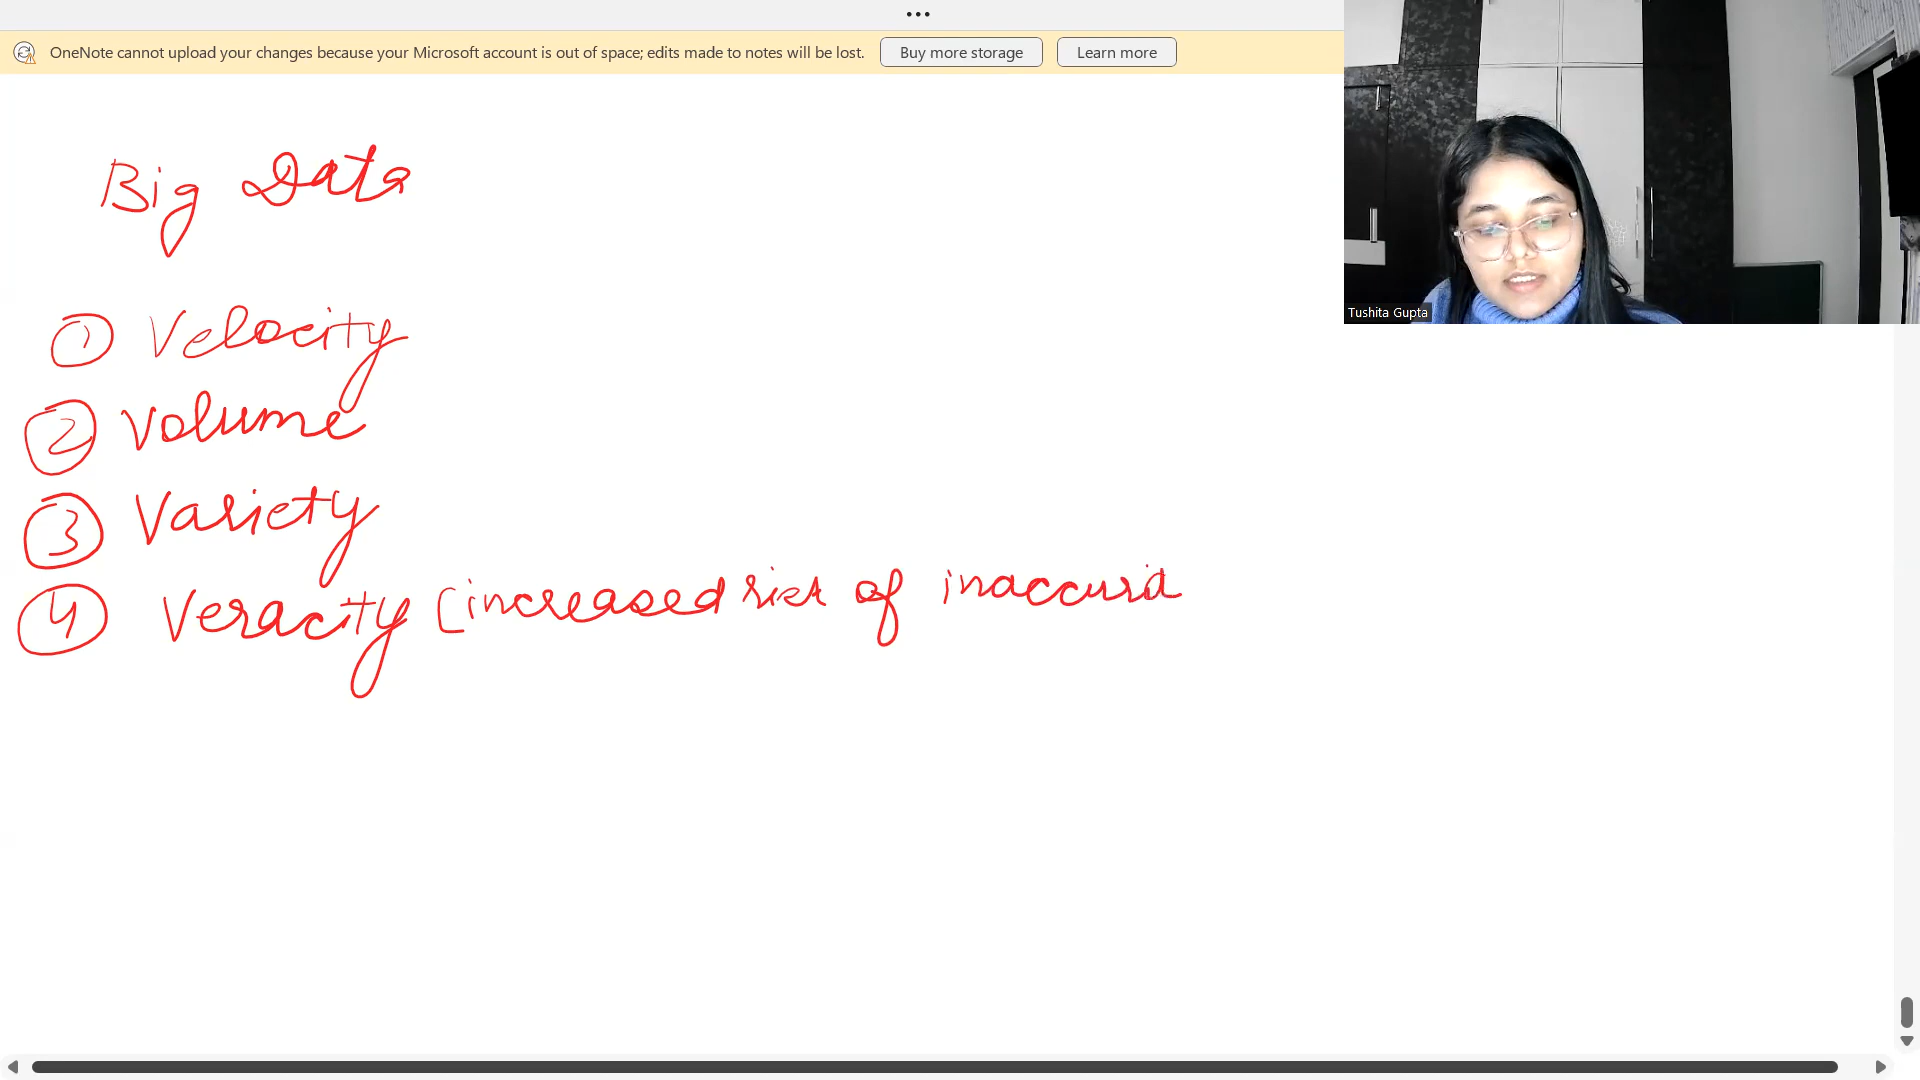 •••
OneNote cannot upload your changes because your Microsoft account is out of space; edits made to notes will be lost. Buy more storage Learn more
Tushita Gupta
Big Data
① Velocity
② Volume
③ Variety
④ Veracity [increased risk of inaccura